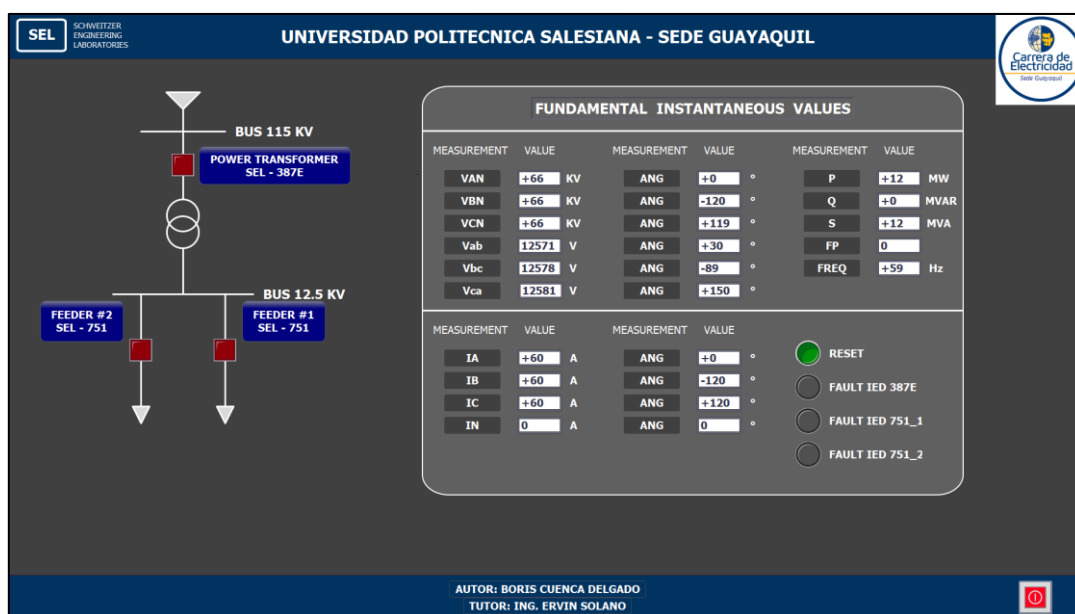 SEL
SCHWEITZER
ENGINEERING
LABORATORIES
UNIVERSIDAD POLITECNICA SALESIANA - SEDE GUAYAQUIL
Carrera de
Electricidad
Sede Guayaquil
BUS 115 KV
POWER TRANSFORMER
SEL - 387E
BUS 12.5 KV
FEEDER #2
SEL - 751
FEEDER #1
SEL - 751
FUNDAMENTAL INSTANTANEOUS VALUES
MEASUREMENT VALUE MEASUREMENT VALUE MEASUREMENT VALUE
VAN +66 KV ANG +0 ° P +12 MW
VBN +66 KV ANG -120 ° Q +0 MVAR
VCN +66 KV ANG +119 ° S +12 MVA
Vab 12571 V ANG +30 ° FP 0
Vbc 12578 V ANG -89 ° FREQ +59 Hz
Vca 12581 V ANG +150 °
MEASUREMENT VALUE MEASUREMENT VALUE
IA +60 A ANG +0 ° RESET
IB +60 A ANG -120 ° FAULT IED 387E
IC +60 A ANG +120 °
FAULT IED 751_1
IN 0 A ANG 0 °
FAULT IED 751_2
AUTOR: BORIS CUENCA DELGADO
TUTOR: ING. ERVIN SOLANO